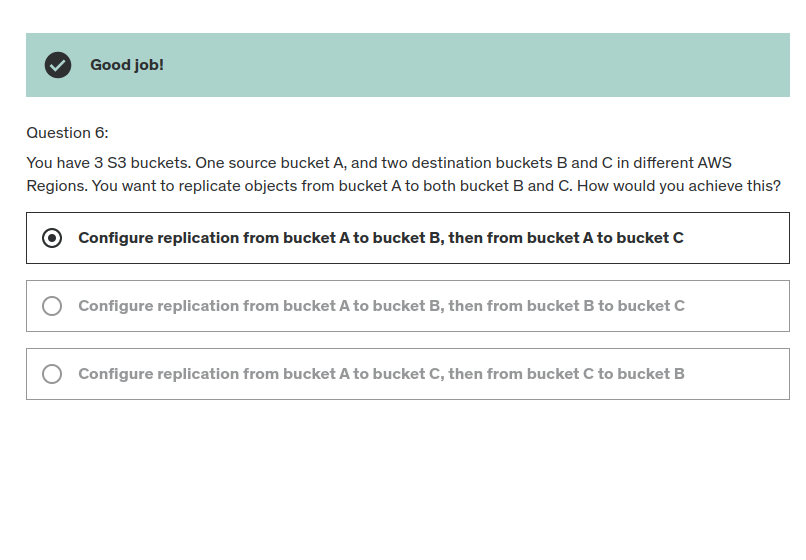 Good job!
Question 6:
You have 3 S3 buckets. One source bucket A, and two destination buckets B and C in different AWS
Regions. You want to replicate objects from bucket A to both bucket B and C. How would you achieve this?
Configure replication from bucket A to bucket B, then from bucket A to bucket C
Configure replication from bucket A to bucket B, then from bucket B to bucket C
Configure replication from bucket A to bucket C, then from bucket C to bucket B